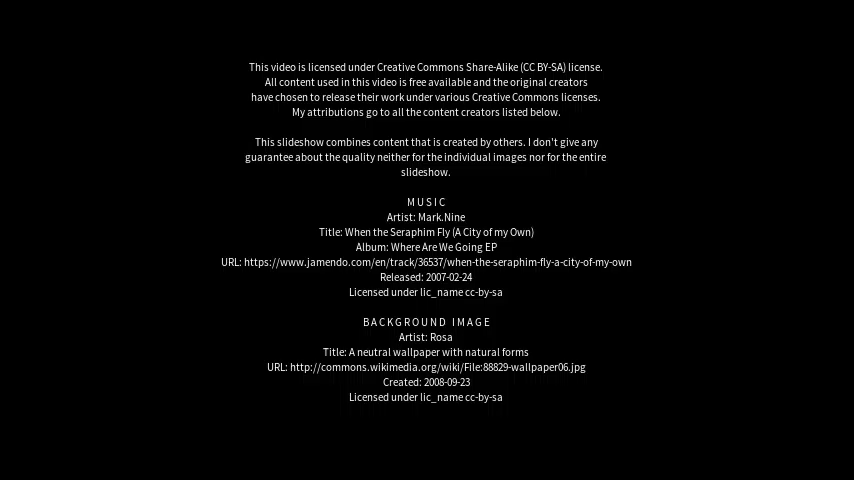 This video is licensed under Creative Commons Share-Alike (CC BY-SA) license.
All content used in this video is free available and the original creators
have chosen to release their work under various Creative Commons licenses.
My attributions go to all the content creators listed below.
This slideshow combines content that is created by others. I don't give any
guarantee about the quality neither for the individual images nor for the entire
slideshow.
MUSIC
Artist: Mark.Nine
Title: When the Seraphim Fly (A City of my Own)
Album: Where Are We Going EP
URL: https://www.jamendo.com/en/track/36537/when-the-seraphim-fly-a-city-of-my-own
Released: 2007-02-24
Licensed under lic_name cc-by-sa
BACKGROUND IMAGE
Artist: Rosa
Title: A neutral wallpaper with natural forms
URL: http://commons.wikimedia.org/wiki/File:88829-wallpaper06.jpg
Created: 2008-09-23
Licensed under lic_name cc-by-sa